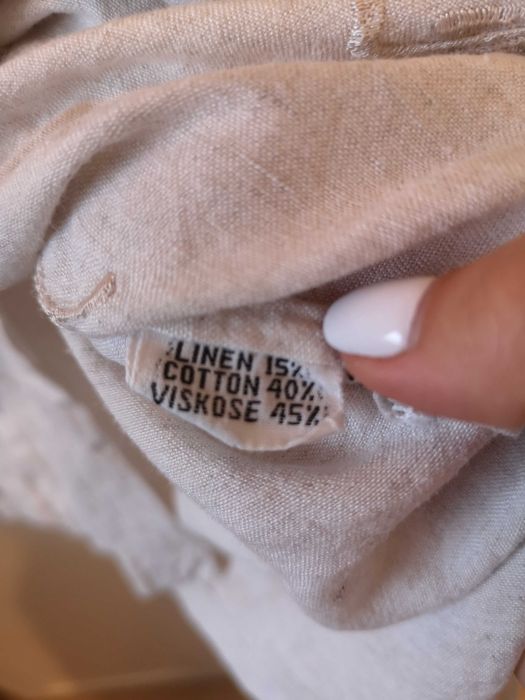 LINEN 15%
COTTON 40%
VISKOSE 45%